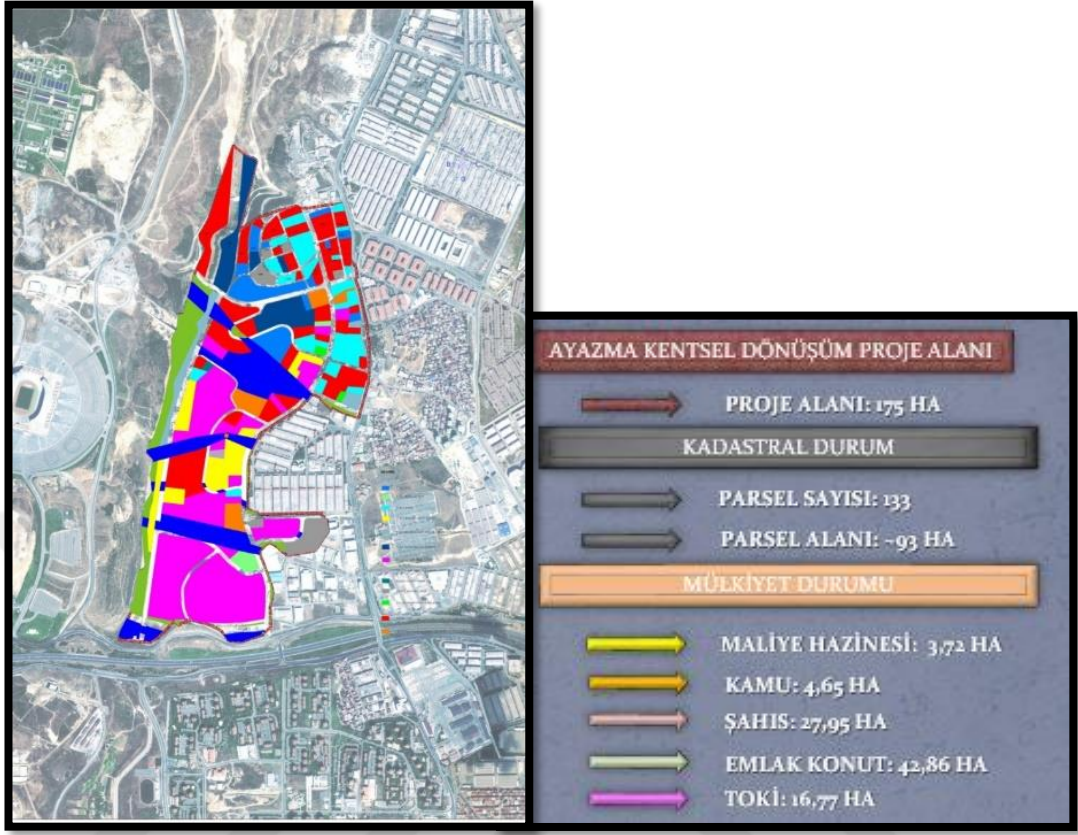 AYAZMA KENTSEL DÖNÜŞÜM PROJE ALANI
PROJE ALANI: 175 HA
KADASTRAL DURUM
PARSEL SAYISI: 133
PARSEL ALANI: ~93 HA
MÜLKİYET DURUMU
MALİYE HAZİNESİ: 3,72 HA
KAMU: 4,65 HA
ŞAHIS: 27,95 HA
EMLAK KONUT: 42,86 HA
TOKİ: 16,77 HA